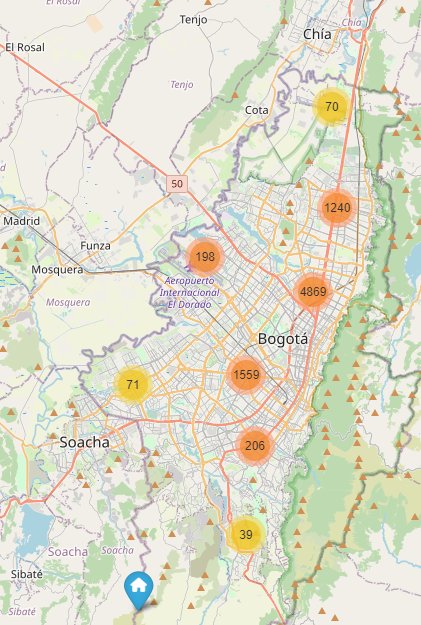 Tenjo
Chía
Chía
El Rosal
El Rosal
Tenjo
Cota
70
50
Madrid
1240
Funza
198
Mosquera
Aeropuerto
Internacional
El Dorado
4869
Mosquera
Bogotá
1559
71
Soacha
206
39
Soacha
Soacha
Sibaté
Sibaté